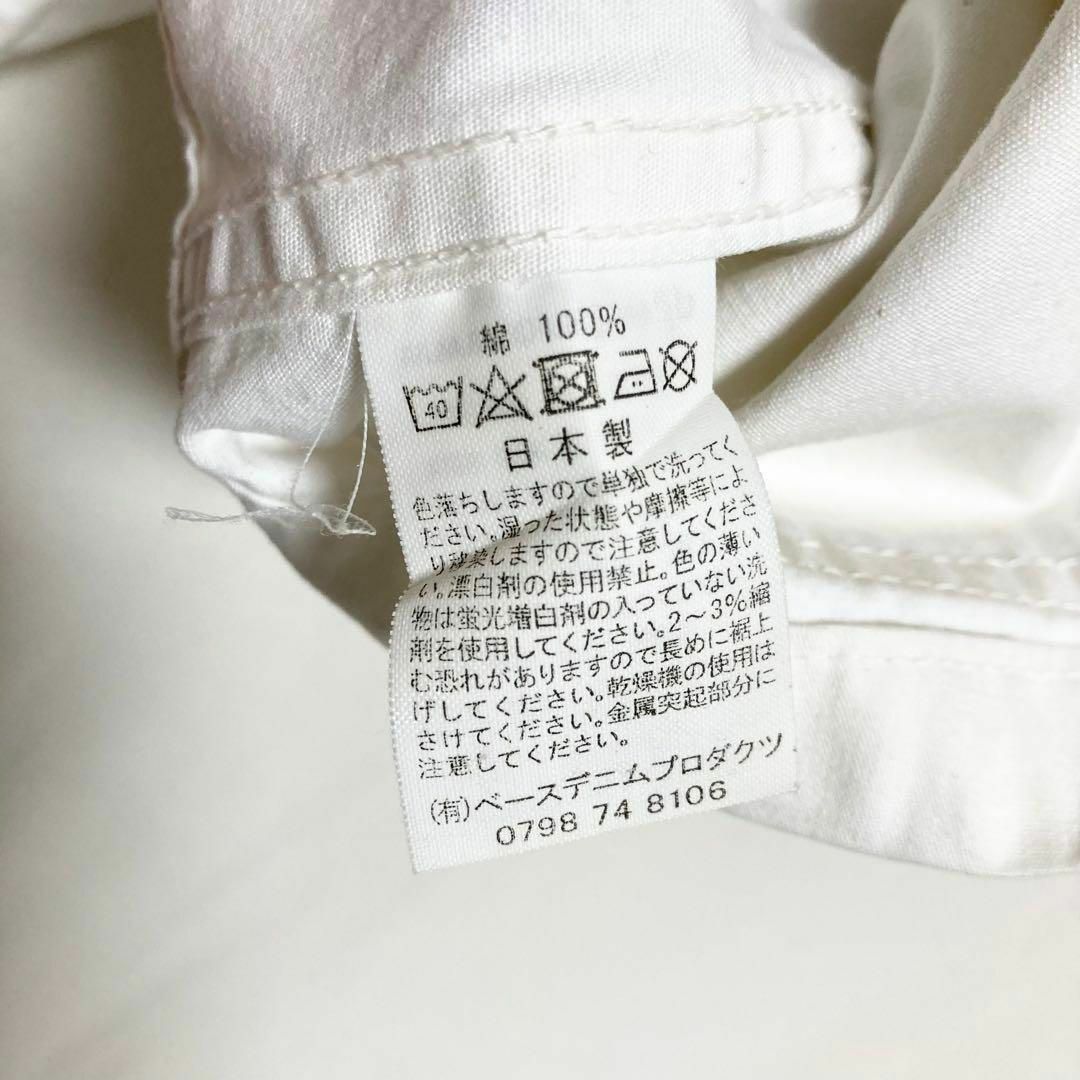 綿 100%
40
日本製
色落ちしますので単独で洗ってく
ださい。湿った状態や摩擦等によ
り移染しますので注意してくださ
い。漂白剤の使用禁止。色の薄い
物は蛍光増白剤の入っていない洗
剤を使用してください。2～3%縮
む恐れがありますので長めに裾上
げしてください。乾燥機の使用は
さけてください。金属突起部分に
注意してください。
(有)ベースデニムプロダクツ
0798 74 8106